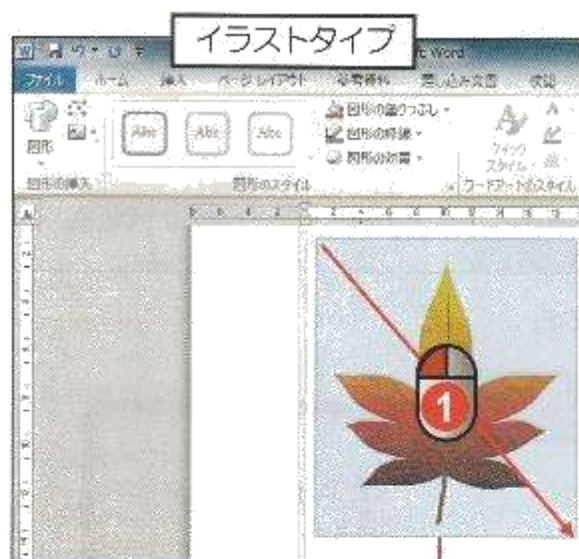 イラストタイプ
Word
ファイル ホーム 挿入 ページ レイアウト 参考資料 差し込み文書 校閲
Abc Abc Abc
図形の塗りつぶし
図形の枠線
図形の効果
図形
クイック
スタイル
図形の挿入 図形のスタイル ワードアートのスタイル
1